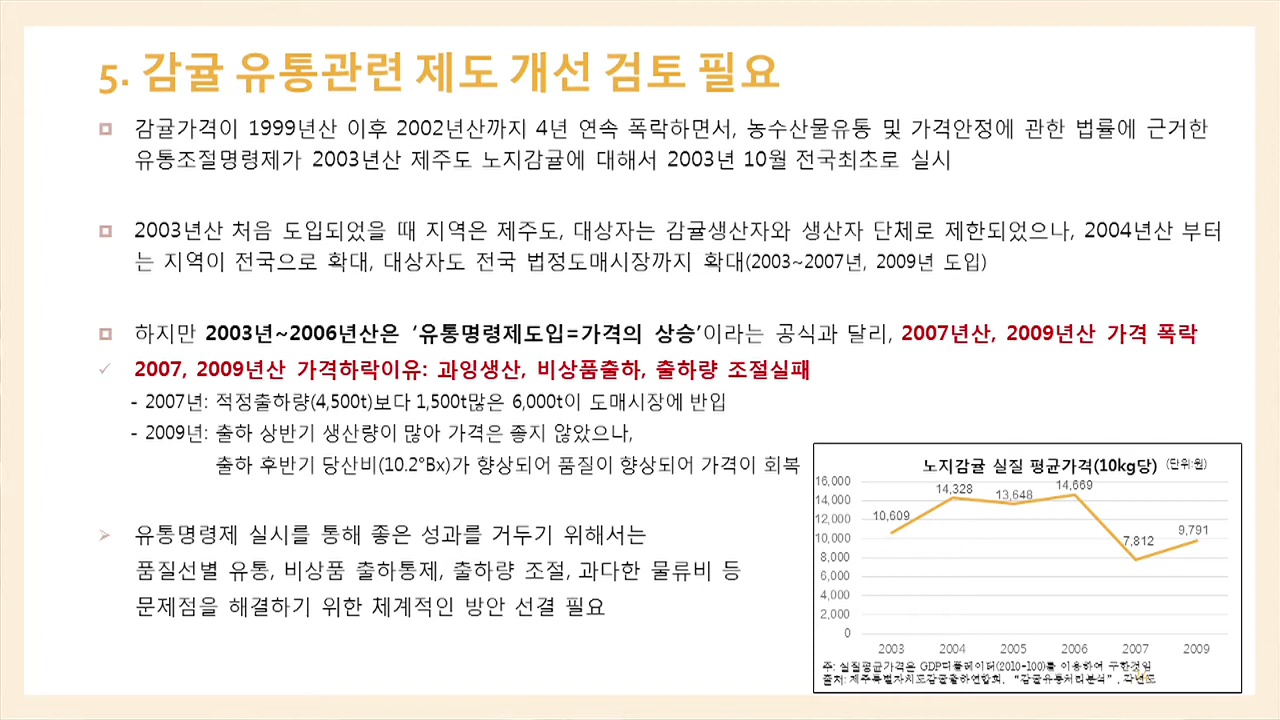 5. 감귤 유통관련 제도 개선 검토 필요
감귤가격이 1999년산 이후 2002년산까지 4년 연속 폭락하면서, 농수산물유통 및 가격안정에 관한 법률에 근거한
유통조절명령제가 2003년산 제주도 노지감귤에 대해서 2003년 10월 전국최초로 실시
2003년산 처음 도입되었을 때 지역은 제주도, 대상자는 감귤생산자와 생산자 단체로 제한되었으나, 2004년산 부터
는 지역이 전국으로 확대, 대상자도 전국 법정도매시장까지 확대(2003~2007년, 2009년 도입)
하지만 2003년~2006년산은 '유통명령제도입=가격의 상승'이라는 공식과 달리, 2007년산, 2009년산 가격 폭락
✓ 2007, 2009년산 가격하락이유: 과잉생산, 비상품출하, 출하량 조절실패
- 2007년: 적정출하량(4,500t)보다 1,500t많은 6,000t이 도매시장에 반입
- 2009년: 출하 상반기 생산량이 많아 가격은 좋지 않았으나,
출하 후반기 당산비(10.2°Bx)가 향상되어 품질이 향상되어 가격이 회복
유통명령제 실시를 통해 좋은 성과를 거두기 위해서는
품질선별 유통, 비상품 출하통제, 출하량 조절, 과다한 물류비 등
문제점을 해결하기 위한 체계적인 방안 선결 필요
노지감귤 실질 평균가격(10kg당) (단위:원)
16,000
14,000
12,000
10,000
8,000
6,000
4,000
2,000
0
10,609
14,328
13,648
14,669
7,812
9,791
2003 2004 2005 2006 2007 2009
주: 실질평균가격은 GDP디플레이터(2010=100)를 이용하여 구한것임
출처: 제주특별자치도감귤출하연합회, "감귤유통처리분석", 각년도